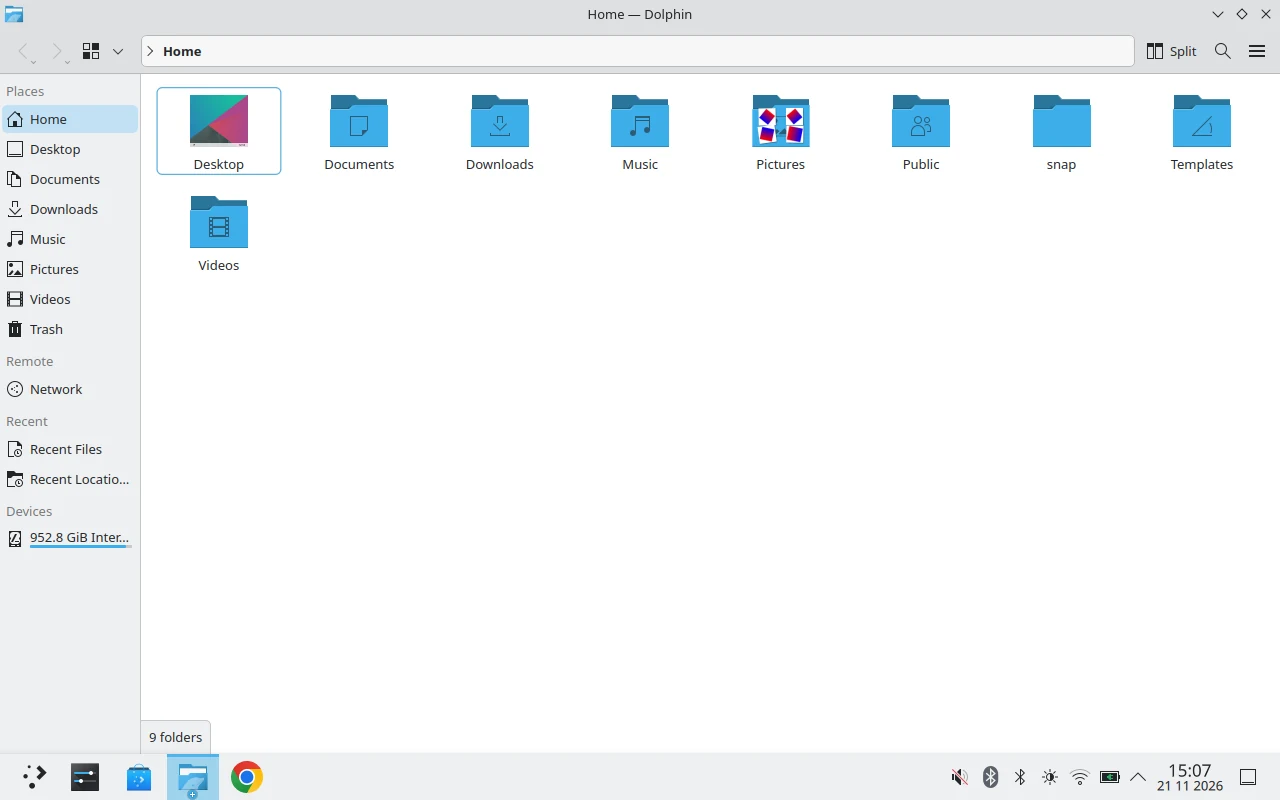 Home — Dolphin
Home
Split
Places
Home
Desktop
Documents
Downloads
Music
Pictures
Videos
Trash
Remote
Network
Recent
Recent Files
Recent Locatio...
Devices
952.8 GiB Inter...
Desktop
Documents
Downloads
Music
Pictures
Public
snap
Templates
Videos
9 folders
15:07
21 11 2026